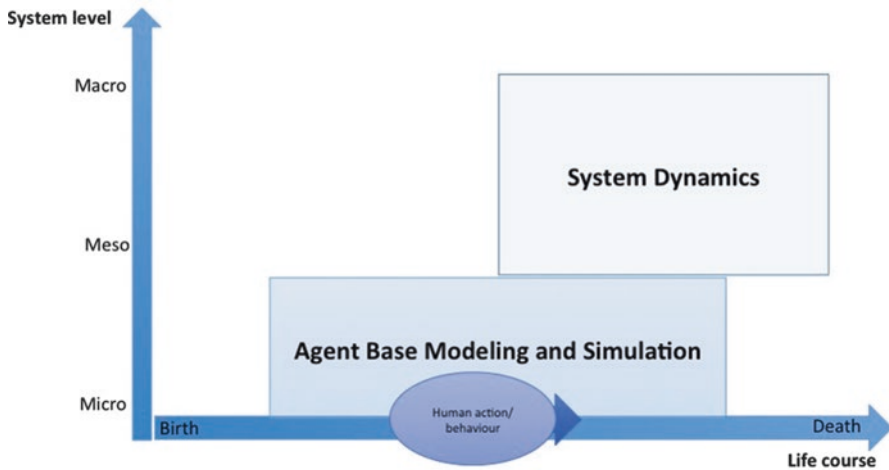 System level
Macro
System Dynamics
Meso
Agent Base Modeling and Simulation
Micro
Human action/
behaviour
Birth
Death
Life course